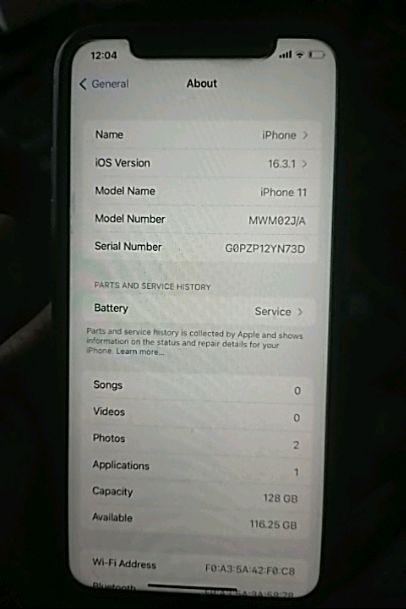 12:04
General
About
Name iPhone
iOS Version 16.3.1
Model Name iPhone 11
Model Number MWM02J/A
Serial Number G0PZP12YN73D
PARTS AND SERVICE HISTORY
Battery Service
Parts and service history is collected by Apple and shows
information on the status and repair details for your
iPhone. Learn more...
Songs 0
Videos 0
Photos 2
Applications 1
Capacity 128 GB
Available 116.25 GB
Wi-Fi Address F0:A3:5A:42:F0:C8
Bluetooth